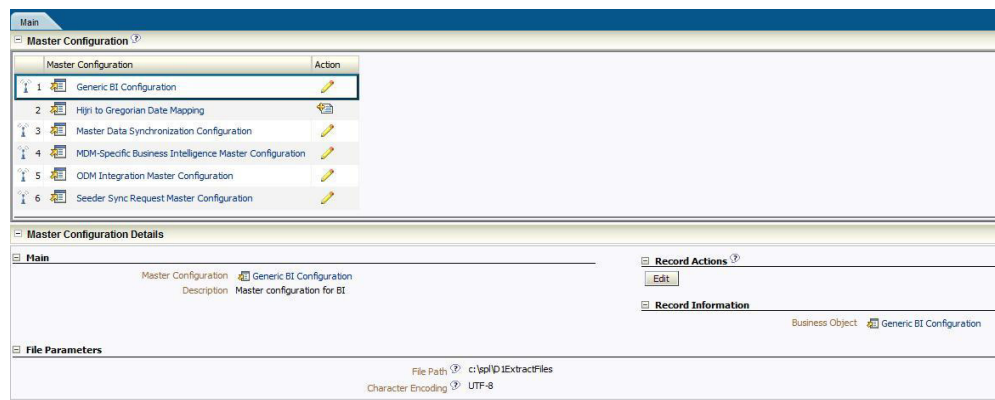 Main
Master Configuration
Master Configuration Action
1 Generic BI Configuration
2 Hijri to Gregorian Date Mapping
3 Master Data Synchronization Configuration
4 MDM-Specific Business Intelligence Master Configuration
5 ODM Integration Master Configuration
6 Seeder Sync Request Master Configuration
Master Configuration Details
Main
Master Configuration Generic BI Configuration
Description Master configuration for BI
Record Actions
Edit
Record Information
Business Object Generic BI Configuration
File Parameters
File Path c:\spl\D1ExtractFiles
Character Encoding UTF-8